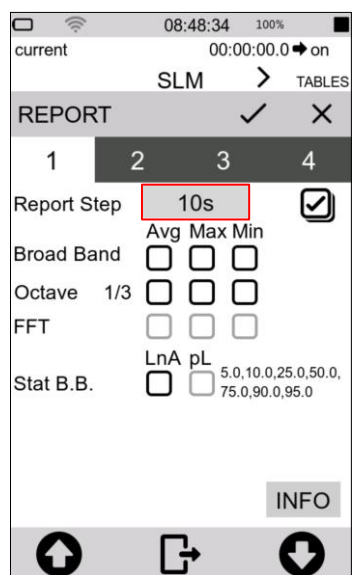 08:48:34 100%
current 00:00:00.0 on
SLM > TABLES
REPORT
1 2 3 4
Report Step 10s
Avg Max Min
Broad Band
Octave 1/3
FFT
LnA pL
Stat B.B. 5.0,10.0,25.0,50.0,
75.0,90.0,95.0
INFO